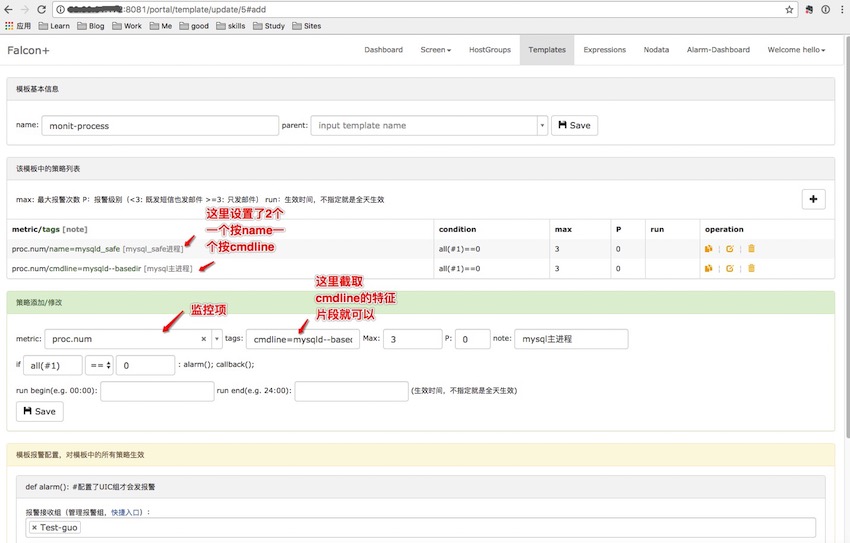 2:8081/portal/template/update/5#add
应用 Learn Blog Work Me good skills Study Sites
Falcon+ Dashboard Screen HostGroups Templates Expressions Nodata Alarm-Dashboard Welcome hello
模板基本信息
name: monit-process parent: input template name Save
该模板中的策略列表
max: 最大报警次数 P: 报警级别（<3: 既发短信也发邮件 >=3: 只发邮件） run: 生效时间，不指定就是全天生效
这里设置了2个
一个按name一
个按cmdline
metric/tags [note] condition max P run operation
proc.num/name=mysqld_safe [mysql_safe进程] all(#1)==0 3 0
proc.num/cmdline=mysqld--basedir [mysql主进程] all(#1)==0 3 0
这里截取
cmdline的特征
片段就可以
策略添加/修改
监控项
metric: proc.num tags: cmdline=mysqld--based Max: 3 P: 0 note: mysql主进程
if all(#1) == 0 : alarm(); callback();
run begin(e.g. 00:00): run end(e.g. 24:00): (生效时间，不指定就是全天生效)
Save
模板报警配置，对模板中的所有策略生效
def alarm(): #配置了UIC组才会发报警
报警接收组（管理报警组，快捷入口）:
× Test-guo